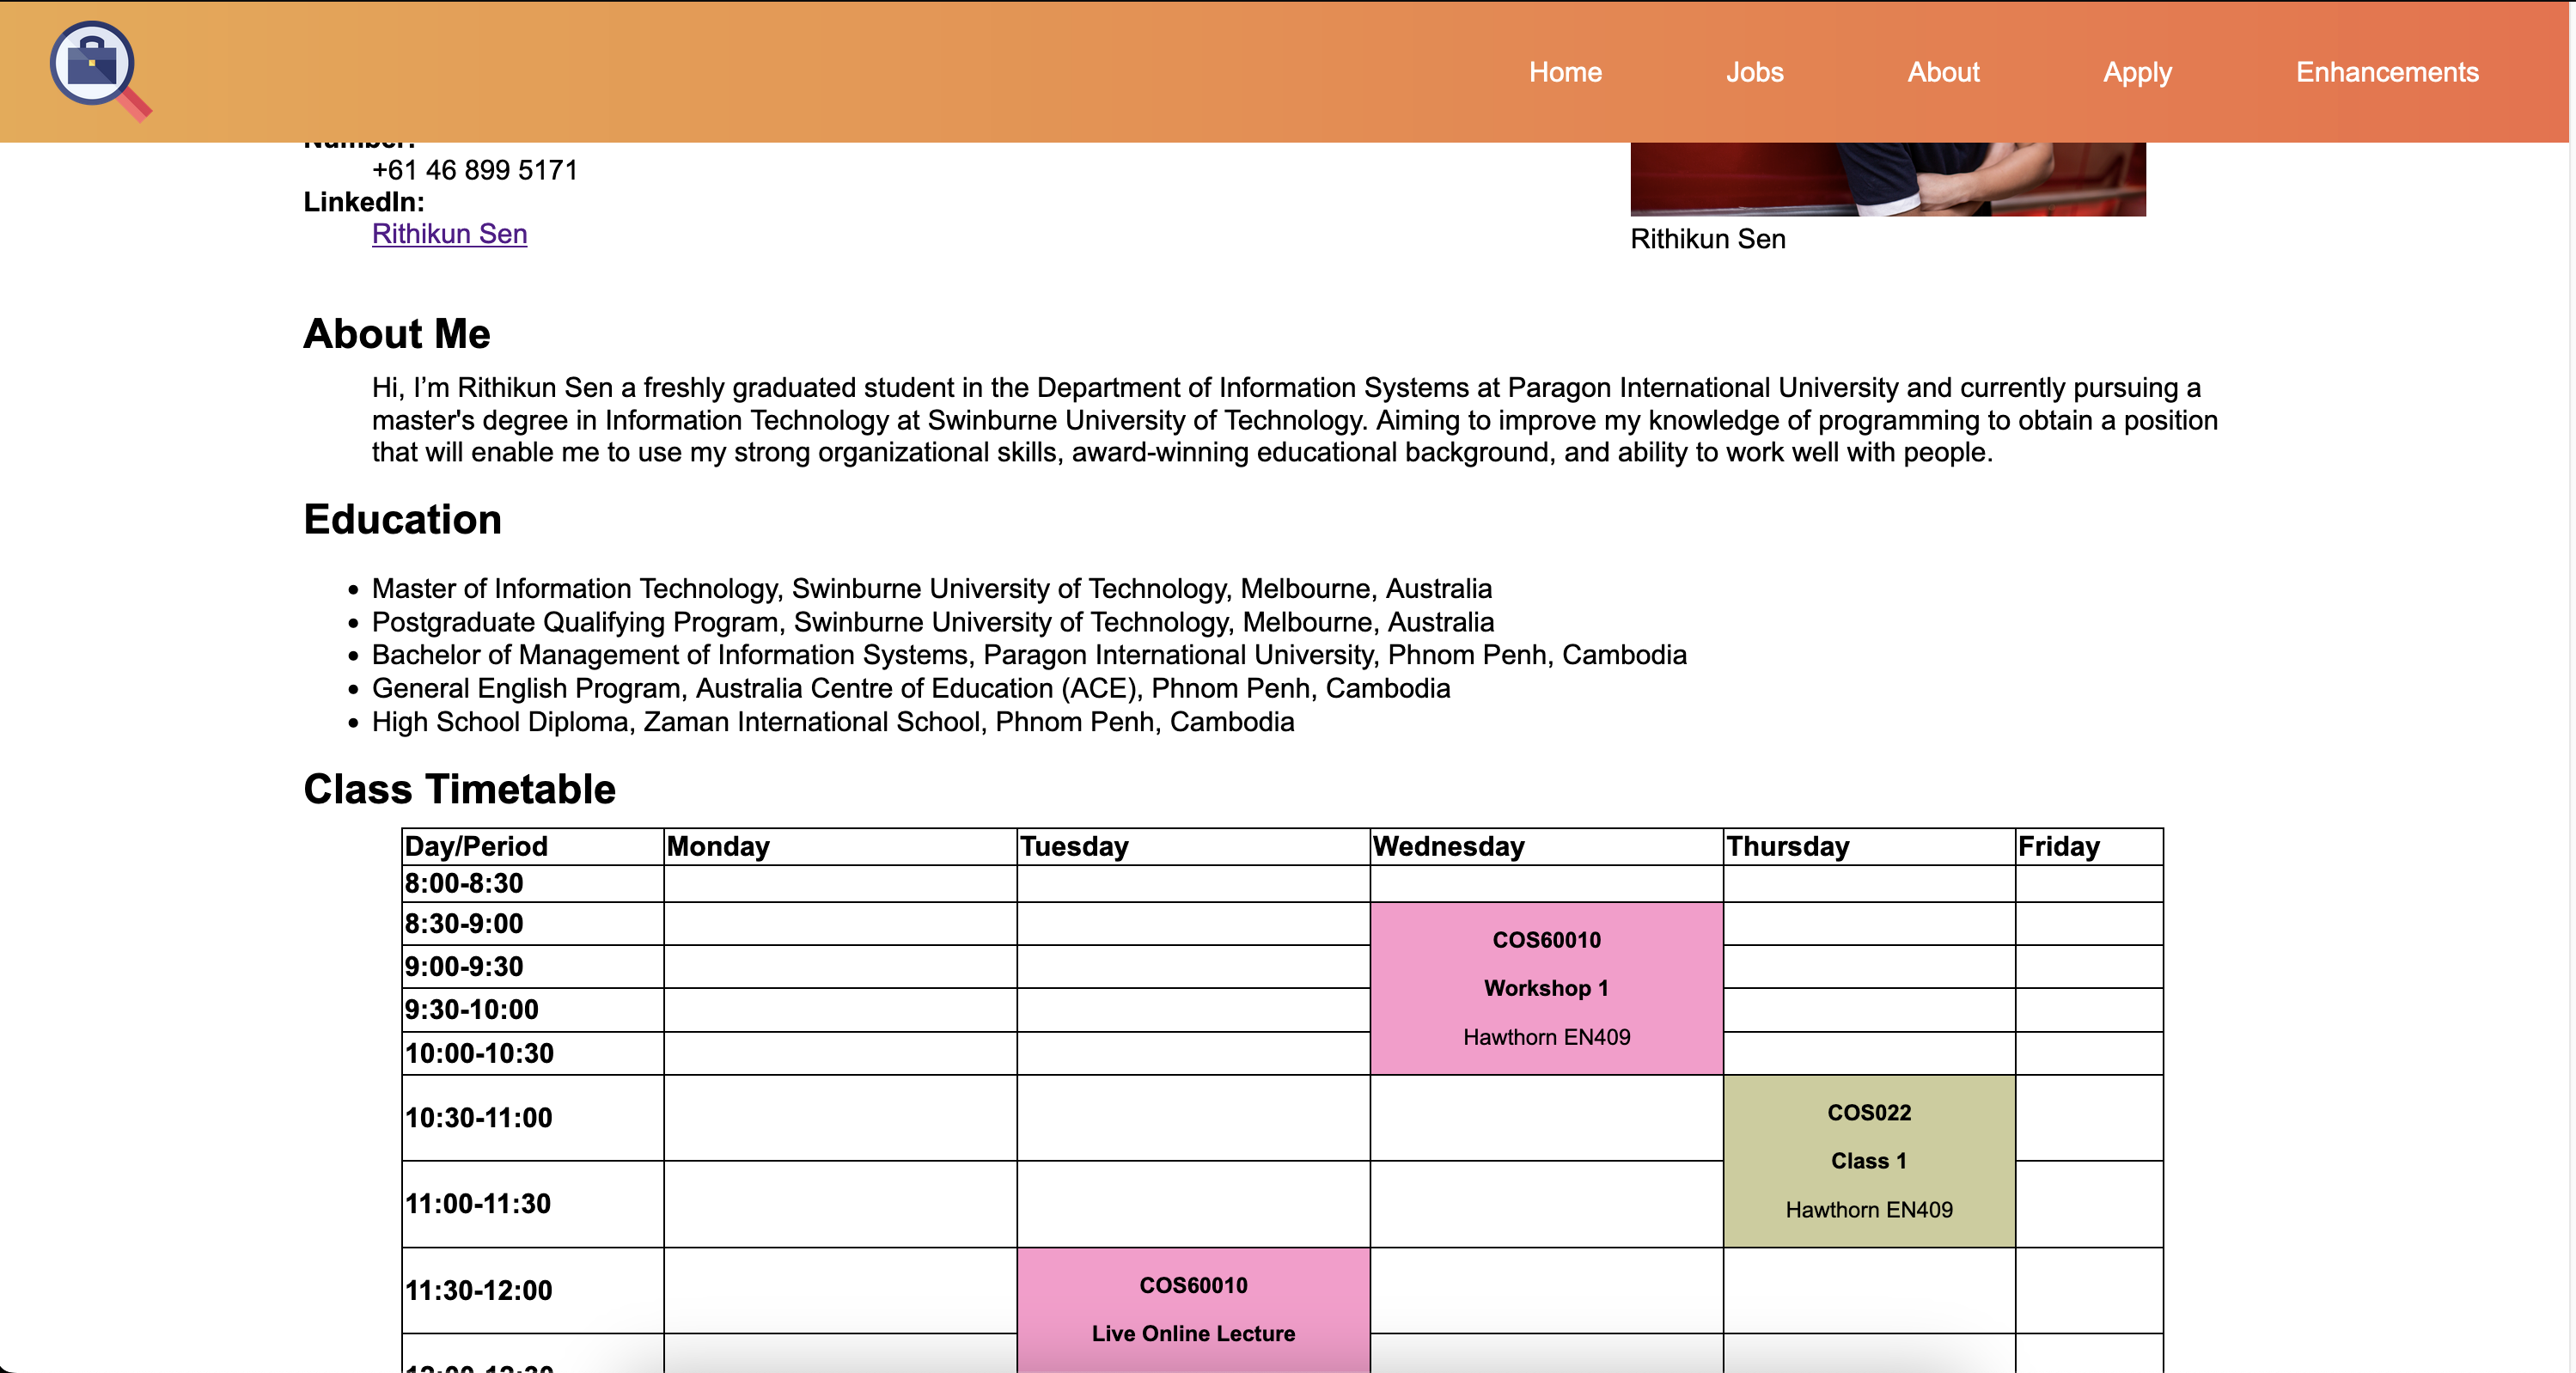 Home Jobs About Apply Enhancements
Number:
+61 46 899 5171
LinkedIn:
Rithikun Sen
Rithikun Sen
About Me
Hi, I’m Rithikun Sen a freshly graduated student in the Department of Information Systems at Paragon International University and currently pursuing a
master's degree in Information Technology at Swinburne University of Technology. Aiming to improve my knowledge of programming to obtain a position
that will enable me to use my strong organizational skills, award-winning educational background, and ability to work well with people.
Education
Master of Information Technology, Swinburne University of Technology, Melbourne, Australia
Postgraduate Qualifying Program, Swinburne University of Technology, Melbourne, Australia
Bachelor of Management of Information Systems, Paragon International University, Phnom Penh, Cambodia
General English Program, Australia Centre of Education (ACE), Phnom Penh, Cambodia
High School Diploma, Zaman International School, Phnom Penh, Cambodia
Class Timetable
Day/Period Monday Tuesday Wednesday Thursday Friday
8:00-8:30
8:30-9:00
COS60010
9:00-9:30
Workshop 1
9:30-10:00
Hawthorn EN409
10:00-10:30
10:30-11:00
COS022
Class 1
11:00-11:30
Hawthorn EN409
11:30-12:00
COS60010
Live Online Lecture
12:00-12:30